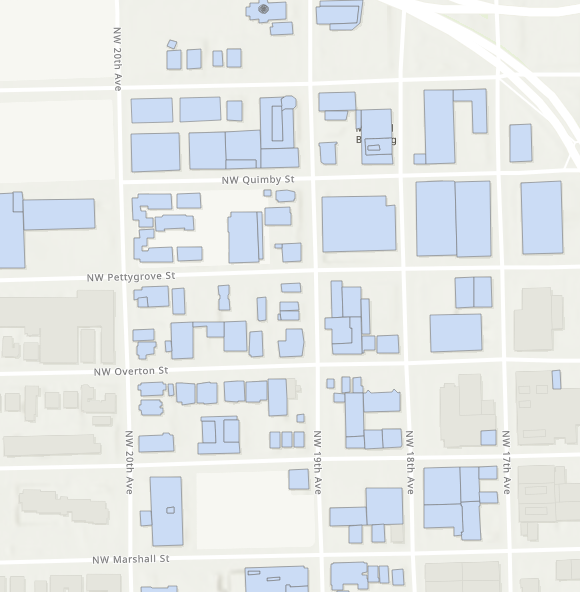 NW 20th Ave
NW Quimby St
NW Pettygrove St
NW Overton St
NW 20th Ave
NW 19th Ave
NW 18th Ave
NW 17th Ave
NW Marshall St